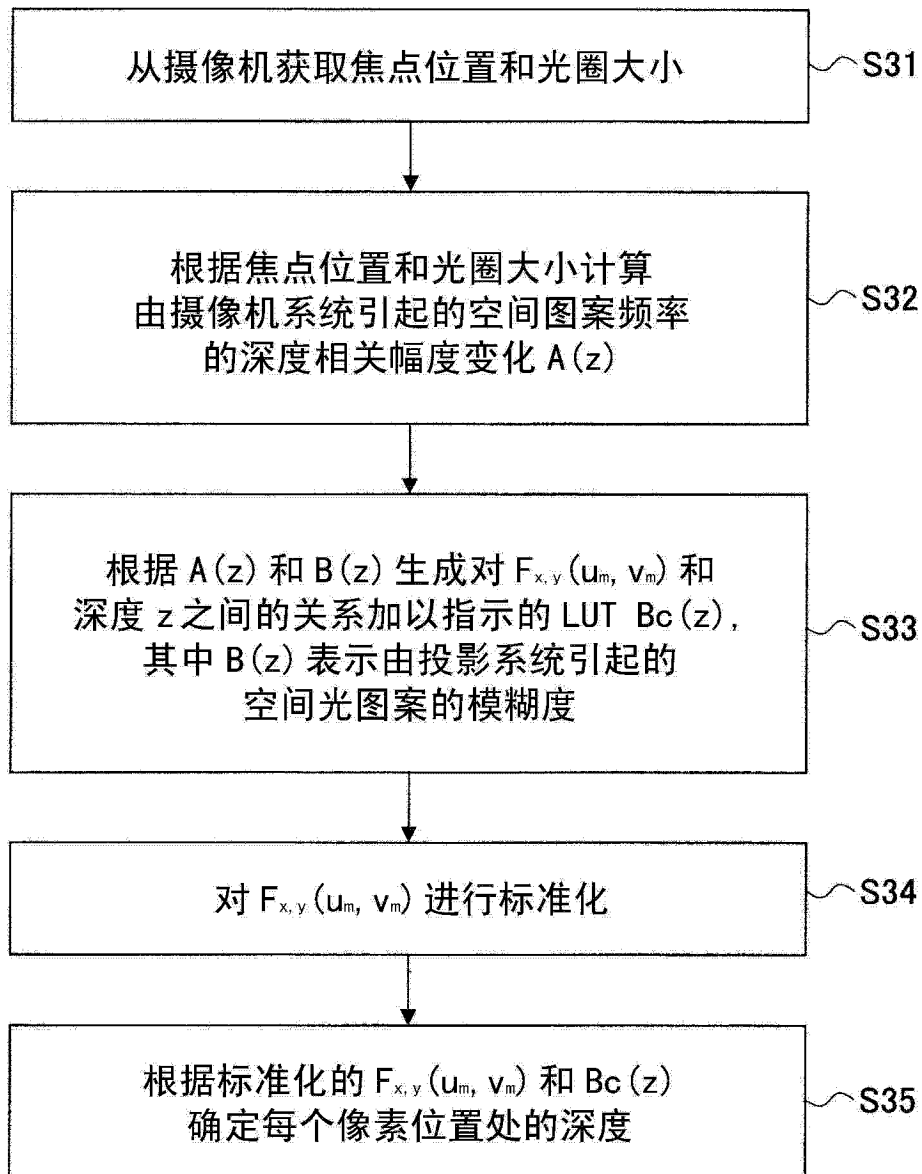 从摄像机获取焦点位置和光圈大小
S31
根据焦点位置和光圈大小计算
由摄像机系统引起的空间图案频率
的深度相关幅度变化 A(z)
S32
根据 A(z) 和 B(z) 生成对 Fx,y(um, vm) 和
深度 z 之间的关系加以指示的 LUT Bc(z),
其中 B(z) 表示由投影系统引起的
空间光图案的模糊度
S33
对 Fx,y(um, vm) 进行标准化
S34
根据标准化的 Fx,y(um, vm) 和 Bc(z)
确定每个像素位置处的深度
S35